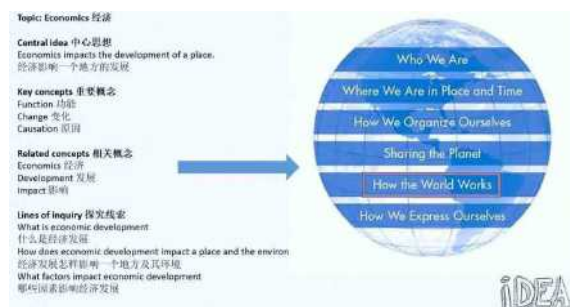 Topic: Economics 经济
Central idea 中心思想
Economics impacts the development of a place.
经济影响一个地方的发展
Key concepts 重要概念
Function 功能
Change 变化
Causation 原因
Related concepts 相关概念
Economics 经济
Development 发展
Impact 影响
Lines of inquiry 探究线索
What is economic development
什么是经济发展
How does economic development impact a place and the environ
经济发展怎样影响一个地方及其环境
What factors impact economic development
哪些因素影响经济发展
Who We Are
Where We Are in Place and Time
How We Organize Ourselves
Sharing the Planet
How the World Works
How We Express Ourselves
iDEA